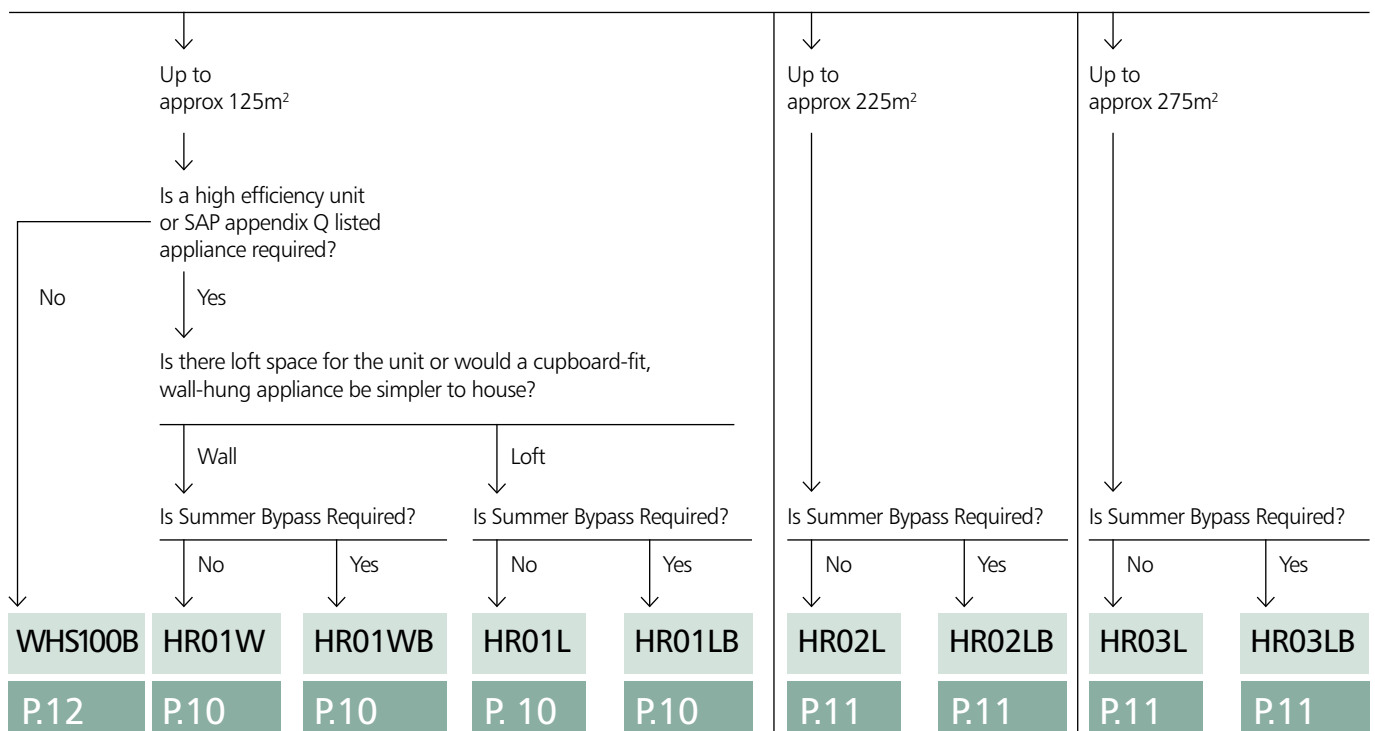 Up to
approx 125m²
Up to
approx 225m²
Up to
approx 275m²
Is a high efficiency unit
or SAP appendix Q listed
appliance required?
No
Yes
Is there loft space for the unit or would a cupboard-fit,
wall-hung appliance be simpler to house?
Wall
Loft
Is Summer Bypass Required?
Is Summer Bypass Required?
Is Summer Bypass Required?
Is Summer Bypass Required?
No
Yes
No
Yes
No
Yes
No
Yes
WHS100B
HR01W
HR01WB
HR01L
HR01LB
HR02L
HR02LB
HR03L
HR03LB
P.12
P.10
P.10
P. 10
P.10
P.11
P.11
P.11
P.11